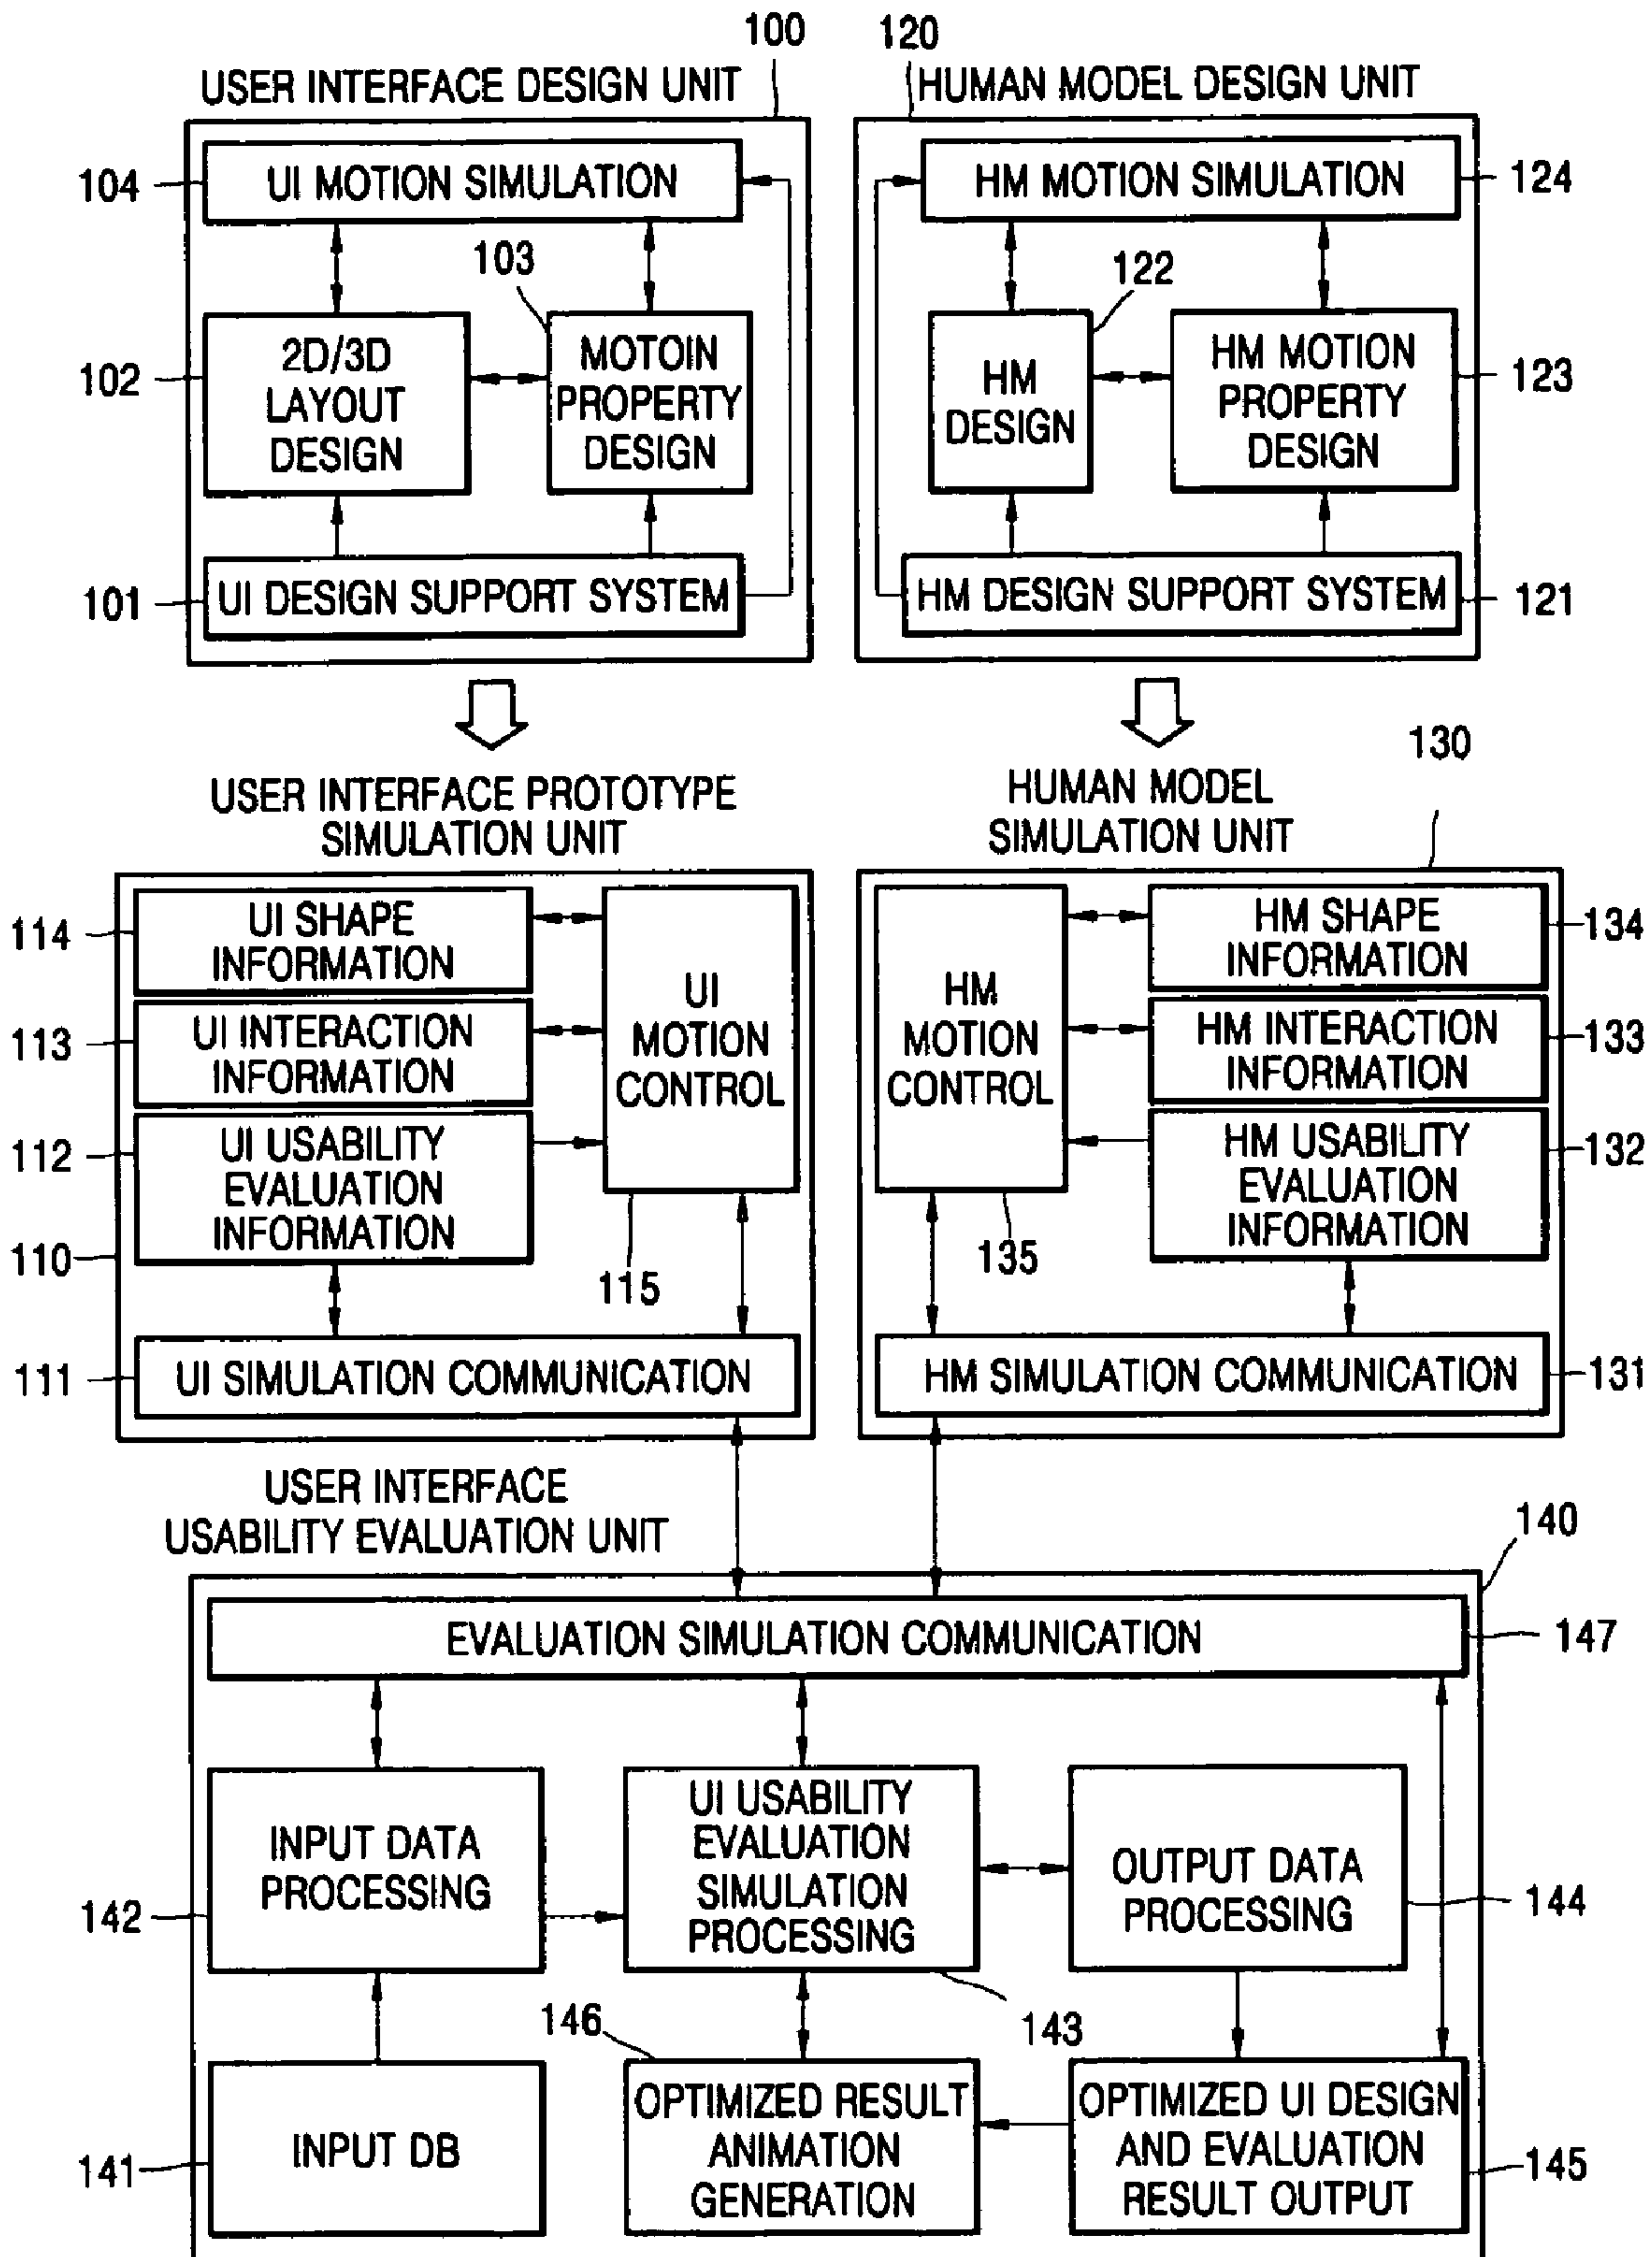 100
USER INTERFACE DESIGN UNIT
104
UI MOTION SIMULATION
103
102
2D/3D
LAYOUT
DESIGN
MOTOIN
PROPERTY
DESIGN
101
UI DESIGN SUPPORT SYSTEM
120
HUMAN MODEL DESIGN UNIT
HM MOTION SIMULATION
124
122
HM
DESIGN
HM MOTION
PROPERTY
DESIGN
123
HM DESIGN SUPPORT SYSTEM
121
USER INTERFACE PROTOTYPE
SIMULATION UNIT
114
UI SHAPE
INFORMATION
113
UI INTERACTION
INFORMATION
112
UI USABILITY
EVALUATION
INFORMATION
110
UI
MOTION
CONTROL
115
111
UI SIMULATION COMMUNICATION
130
HUMAN MODEL
SIMULATION UNIT
HM
MOTION
CONTROL
135
HM SHAPE
INFORMATION
134
HM INTERACTION
INFORMATION
133
HM USABILITY
EVALUATION
INFORMATION
132
HM SIMULATION COMMUNICATION
131
USER INTERFACE
USABILITY EVALUATION UNIT
140
EVALUATION SIMULATION COMMUNICATION
147
INPUT DATA
PROCESSING
142
UI USABILITY
EVALUATION
SIMULATION
PROCESSING
143
OUTPUT DATA
PROCESSING
144
141
INPUT DB
146
OPTIMIZED RESULT
ANIMATION
GENERATION
OPTIMIZED UI DESIGN
AND EVALUATION
RESULT OUTPUT
145